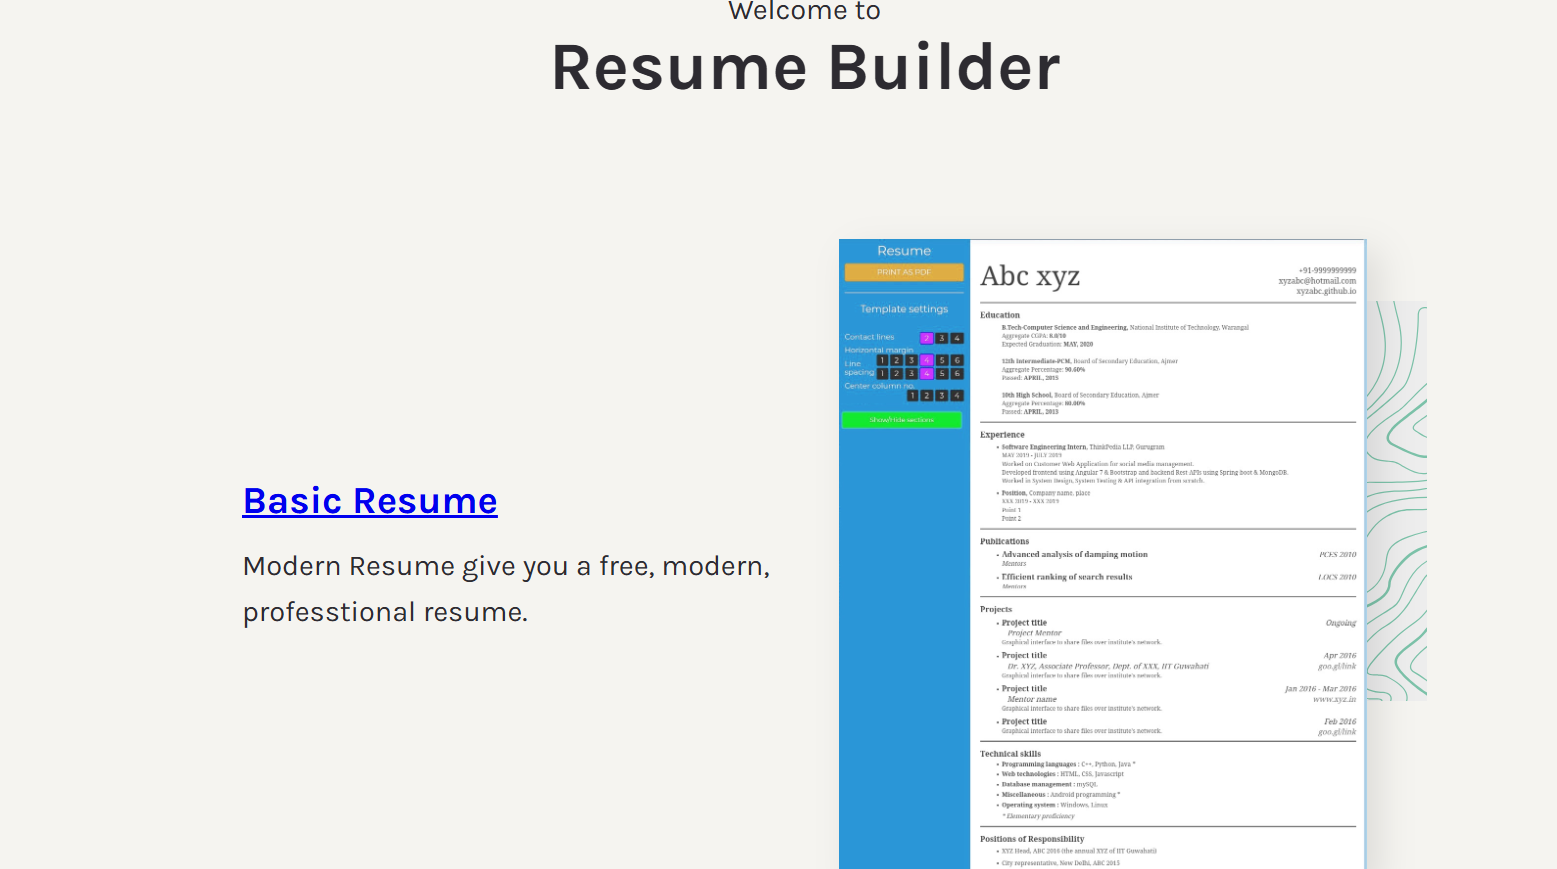 Welcome to
Resume Builder
Basic Resume
Modern Resume give you a free, modern,
professtional resume.
Resume
PRINT AS PDF
Template settings
Contact lines 2 3 4
Horizontal margin
1 2 3 4 5 6
Line
spacing 1 2 3 4 5 6
Center column no.
1 2 3 4
Show/Hide sections
Abc xyz
+91-9999999999
xyzabc@hotmail.com
xyzabc.github.io
Education
B.Tech-Computer Science and Engineering, National Institute of Technology, Warangal
Aggregate CGPA: 8.0/10
Expected Graduation: MAY, 2020
12th intermediate-PCM, Board of Secondary Education, Ajmer
Aggregate Percentage: 90.60%
Passed: APRIL, 2015
10th High School, Board of Secondary Education, Ajmer
Aggregate Percentage: 80.00%
Passed: APRIL, 2013
Experience
• Software Engineering Intern, ThinkPedia LLP, Gurugram
MAY 2019 - JULY 2019
Worked on Customer Web Application for social media management.
Developed frontend using Angular 7 & Bootstrap and backend Rest APIs using Spring-boot & MongoDB.
Worked in System Design, System Testing & API integration from scratch.
• Position, Company name, place
XXX 2019 - XXX 2019
Point 1
Point 2
Publications
• Advanced analysis of damping motion PCES 2010
Mentors
• Efficient ranking of search results LOCS 2010
Mentors
Projects
• Project title Ongoing
Project Mentor
Graphical interface to share files over institute's network.
• Project title Apr 2016
Dr. XYZ, Associate Professor, Dept. of XXX, IIT Guwahati goo.gl/link
Graphical interface to share files over institute's network.
• Project title Jan 2016 - Mar 2016
Mentor name www.xyz.in
Graphical interface to share files over institute's network.
• Project title Feb 2016
Graphical interface to share files over institute's network. goo.gl/link
Technical skills
• Programming languages : C++, Python, Java *
• Web technologies : HTML, CSS, Javascript
• Database management : mySQL
• Miscellaneous : Android programming *
• Operating system : Windows, Linux
* Elementary proficiency
Positions of Responsibility
• XYZ Head, ABC 2016 (the annual XYZ of IIT Guwahati)
• City representative, New Delhi, ABC 2015